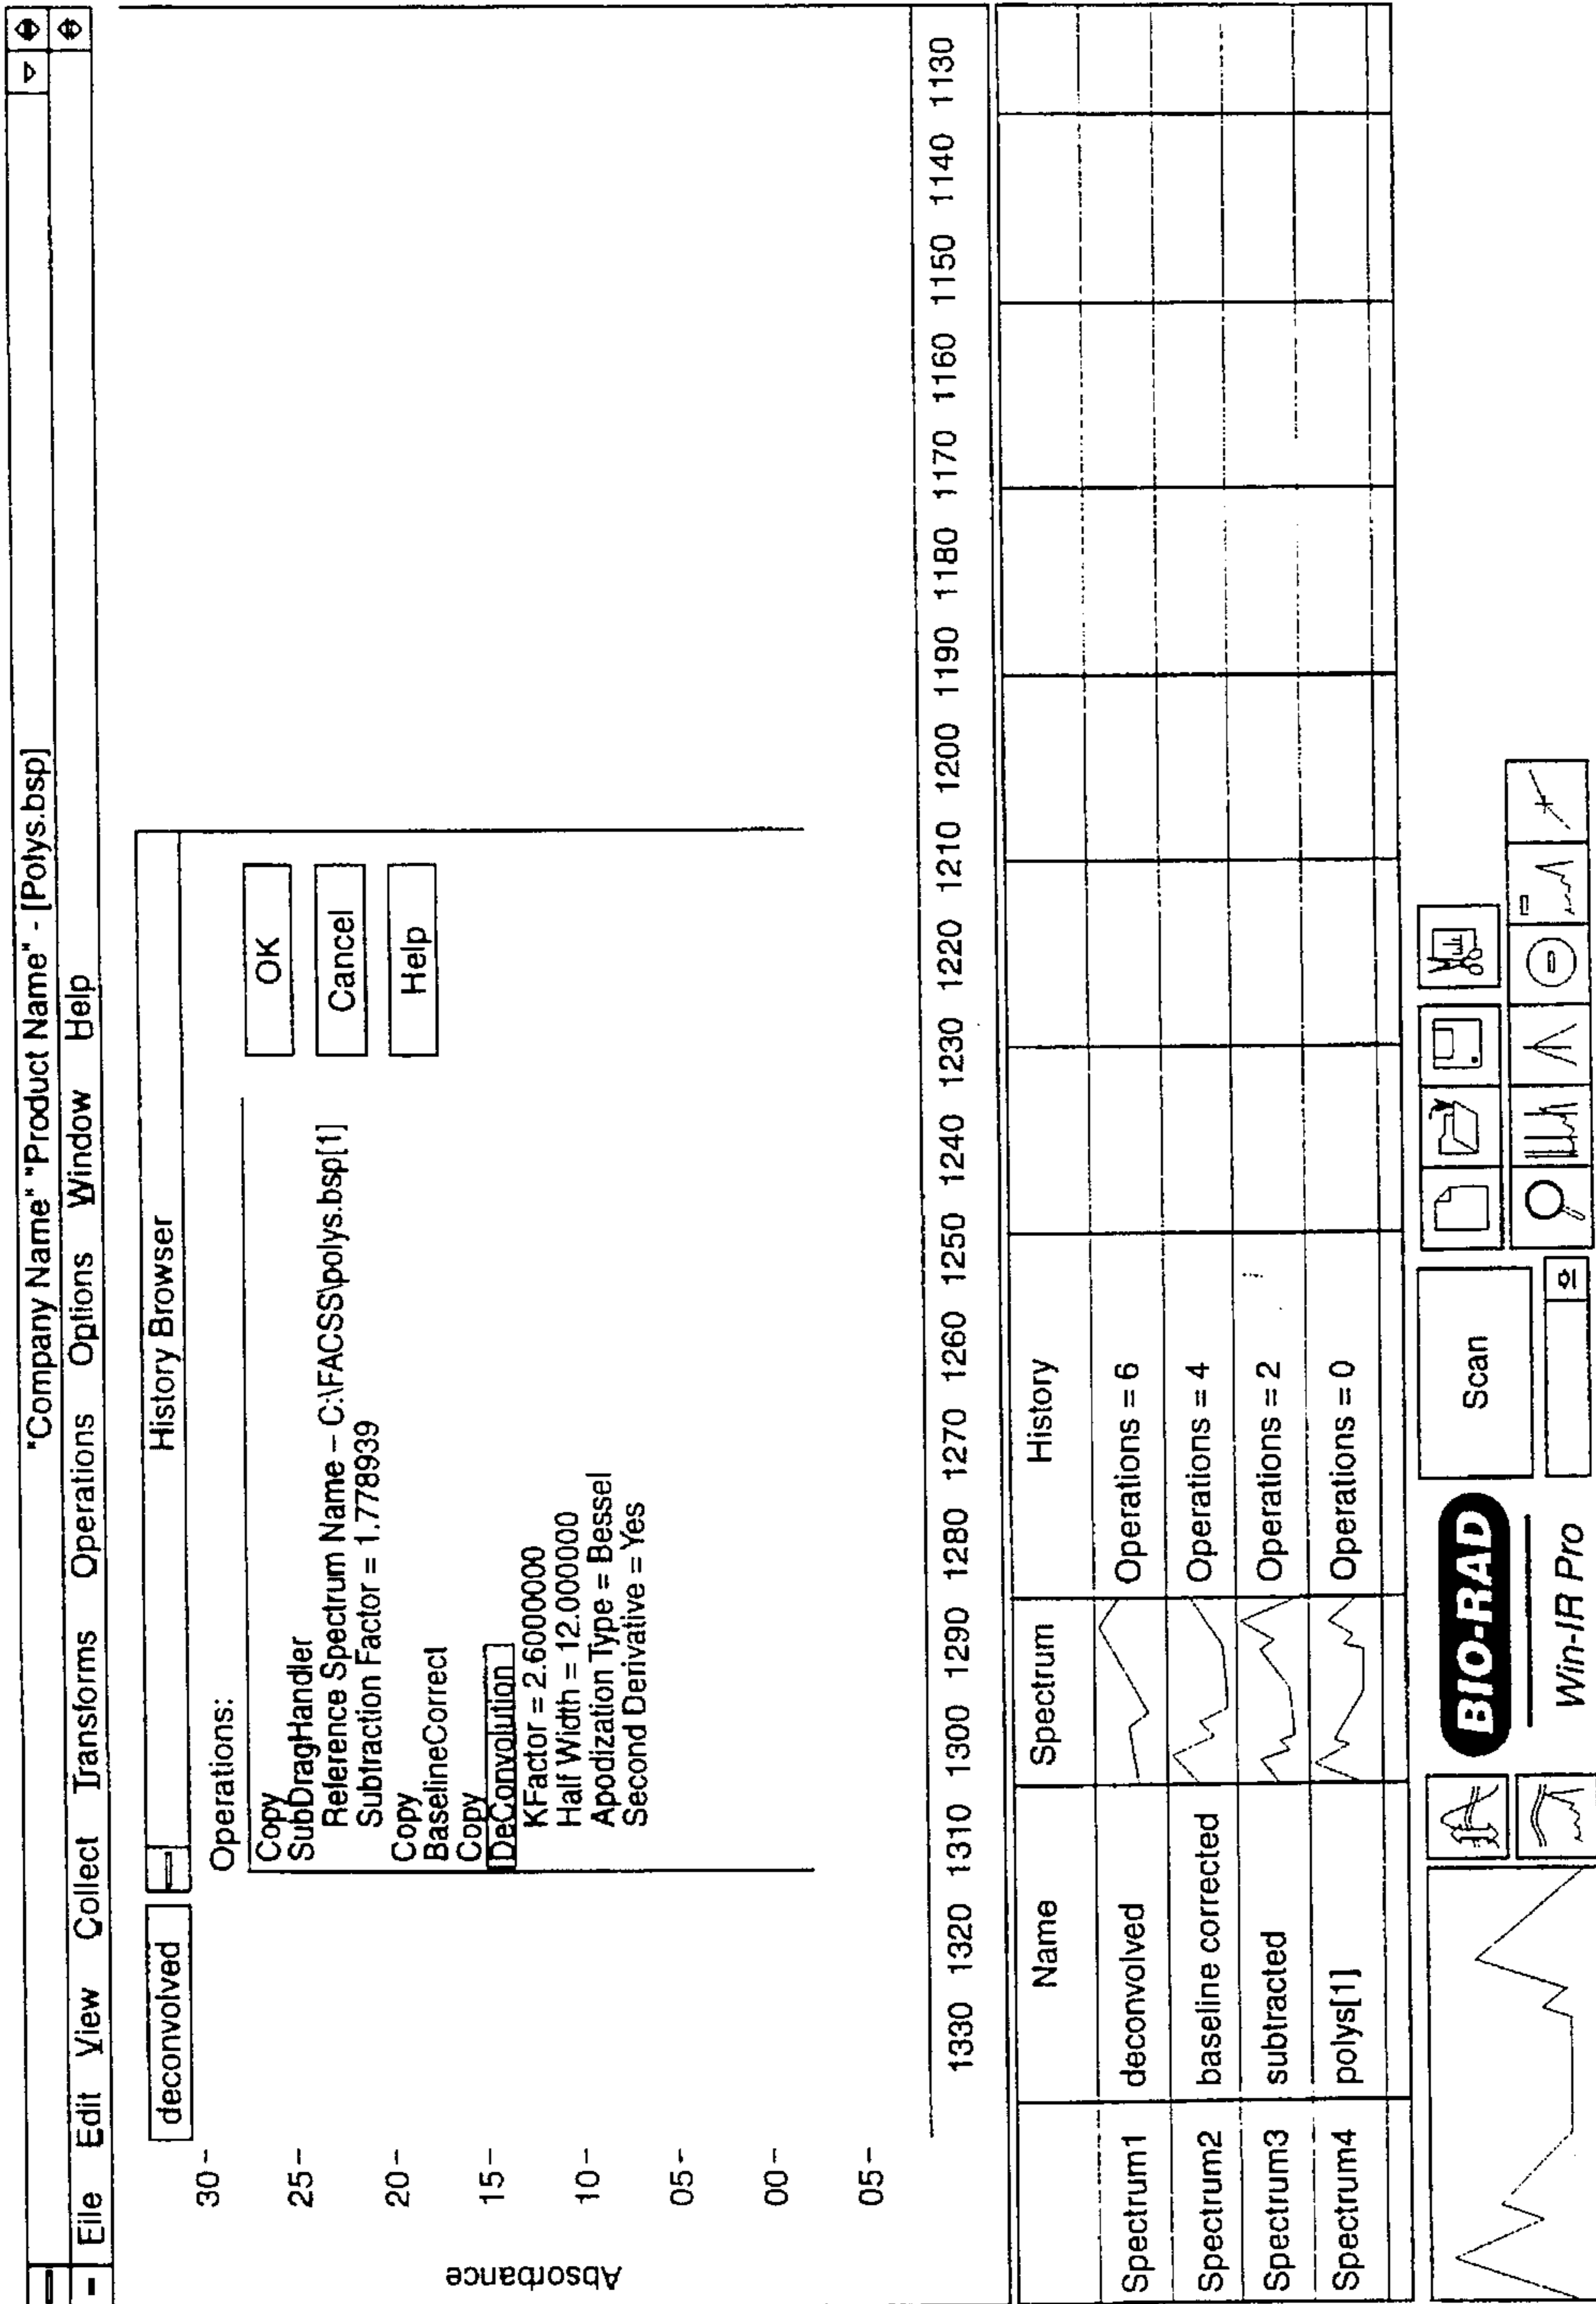 "Company Name" "Product Name" - [Polys.bsp]
File Edit View Collect Transforms Operations Options Window Help
deconvolved
History Browser
Operations:
Copy
SubDragHandler
Reference Spectrum Name – C:\FACSS\polys.bsp[1]
Subtraction Factor = 1.778939
Copy
BaselineCorrect
Copy
DeConvolution
KFactor = 2.6000000
Half Width = 12.000000
Apodization Type = Bessel
Second Derivative = Yes
OK
Cancel
Help
Absorbance
30-
25-
20-
15-
10-
05-
00-
05-
1330 1320 1310 1300 1290 1280 1270 1260 1250 1240 1230 1220 1210 1200 1190 1180 1170 1160 1150 1140 1130
Name Spectrum History
Spectrum1 deconvolved Operations = 6
Spectrum2 baseline corrected Operations = 4
Spectrum3 subtracted Operations = 2
Spectrum4 polys[1] Operations = 0
BIO-RAD
Win-IR Pro
Scan